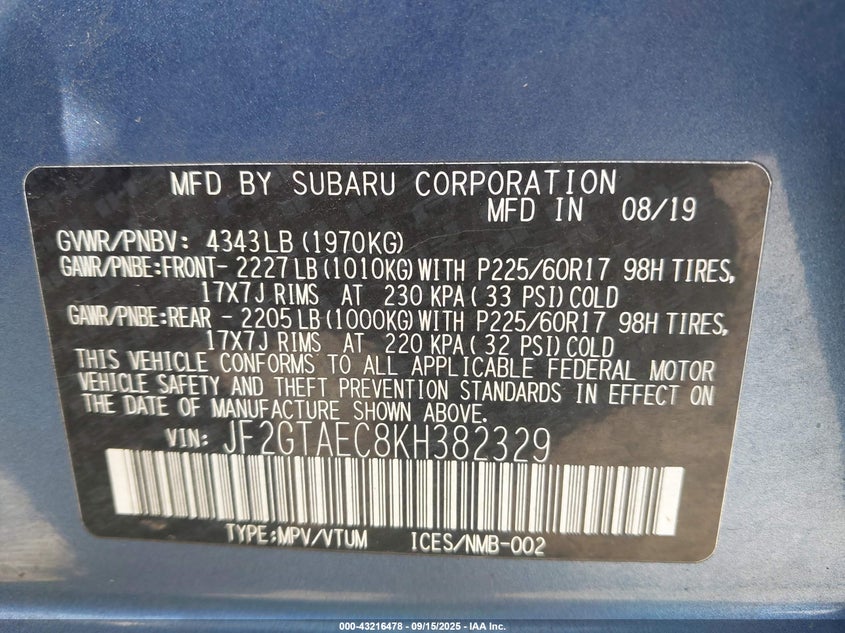 MFD BY SUBARU CORPORATION
MFD IN 08/19
GVWR/PNBV: 4343LB (1970KG)
GAWR/PNBE:FRONT- 2227LB(1010KG)WITH P225/60R17 98H TIRES,
17X7J RIMS AT 230 KPA(33 PSI)COLD
GAWR/PNBE:REAR - 2205LB(1000KG)WITH P225/60R17 98H TIRES,
17X7J RIMS AT 220 KPA(32 PSI)COLD
THIS VEHICLE CONFORMS TO ALL APPLICABLE FEDERAL MOTOR
VEHICLE SAFETY AND THEFT PREVENTION STANDARDS IN EFFECT ON
THE DATE OF MANUFACTURE SHOWN ABOVE.
VIN: JF2GTAEC8KH382329
TYPE:MPV/VTUM ICES/NMB-002
000-43216478 - 09/15/2025 - IAA Inc.